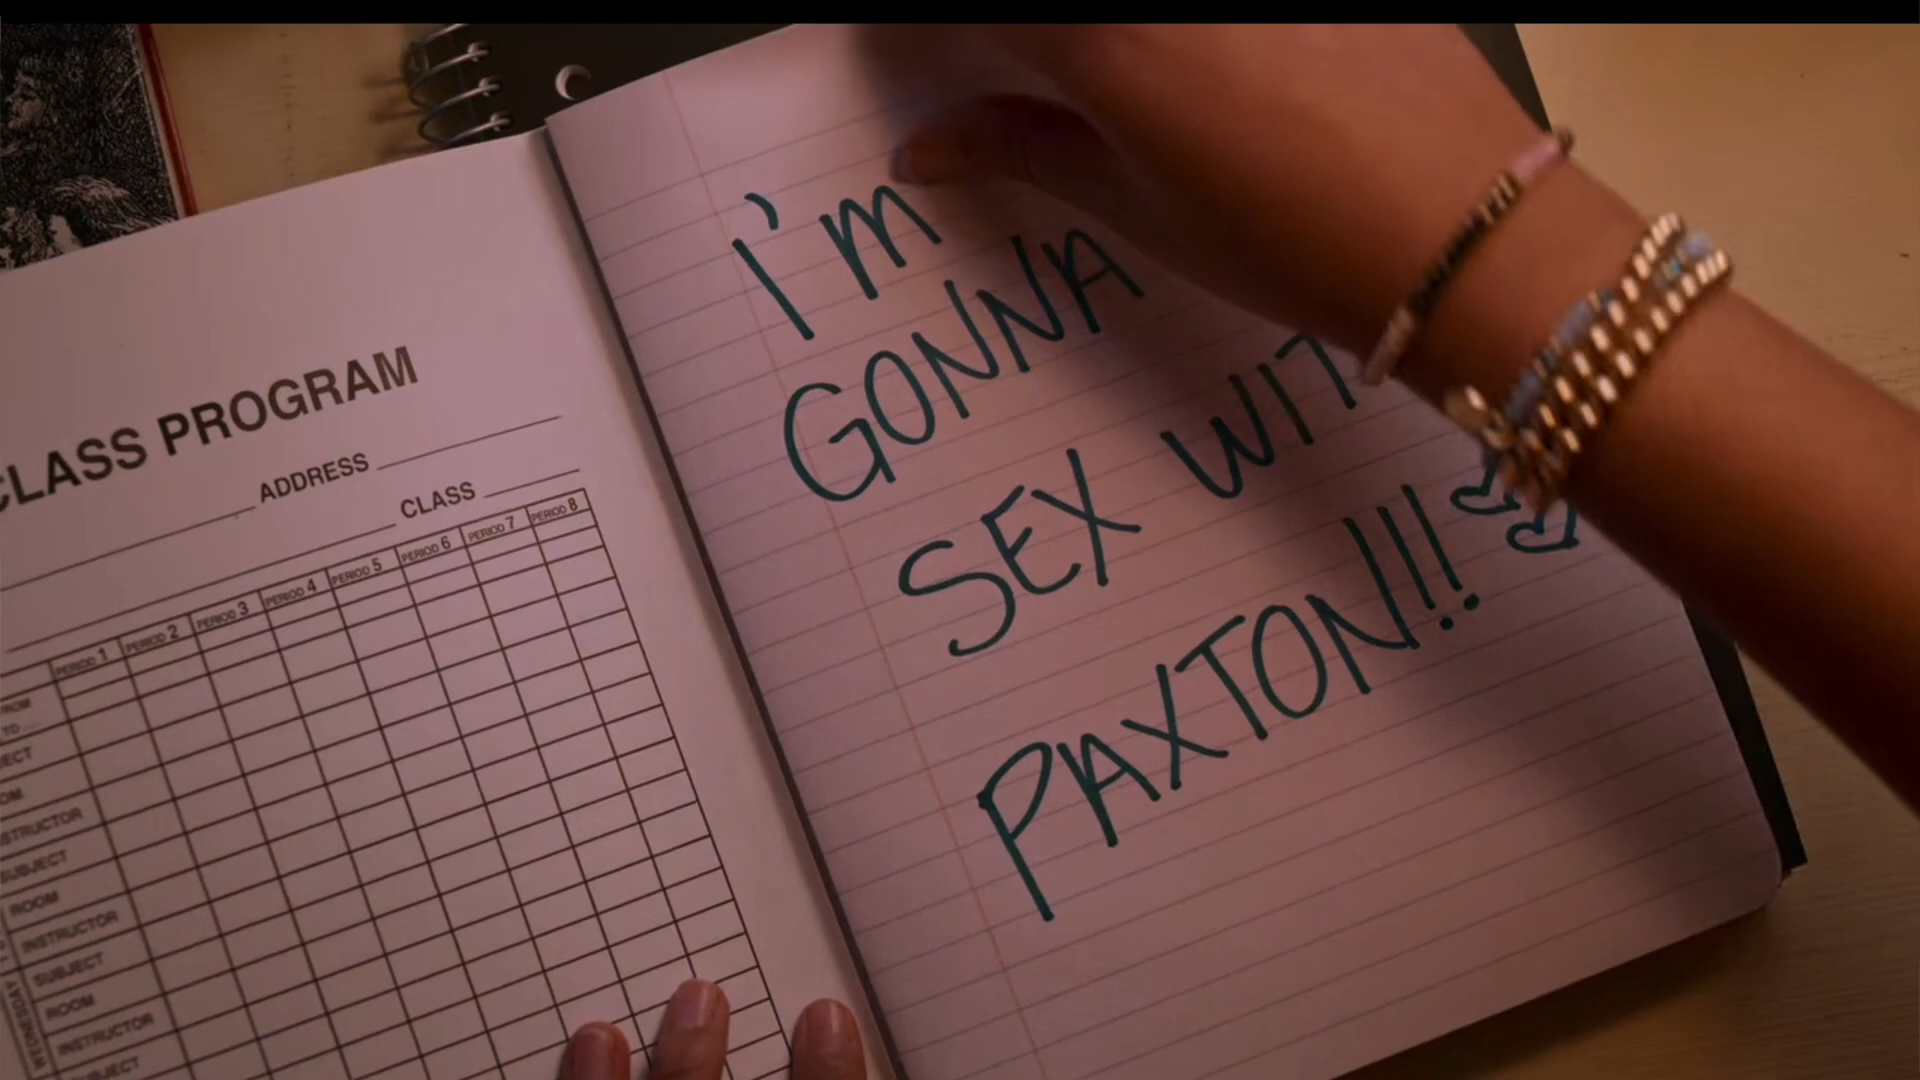 CLASS PROGRAM
ADDRESS
CLASS
PERIOD 1 PERIOD 2 PERIOD 3 PERIOD 4 PERIOD 5 PERIOD 6 PERIOD 7 PERIOD 8
TO
ROOM
INSTRUCTOR
SUBJECT
ROOM
INSTRUCTOR
SUBJECT
WEDNESDAY
I'M
GONNA
SEX WIT
PAXTON!!!